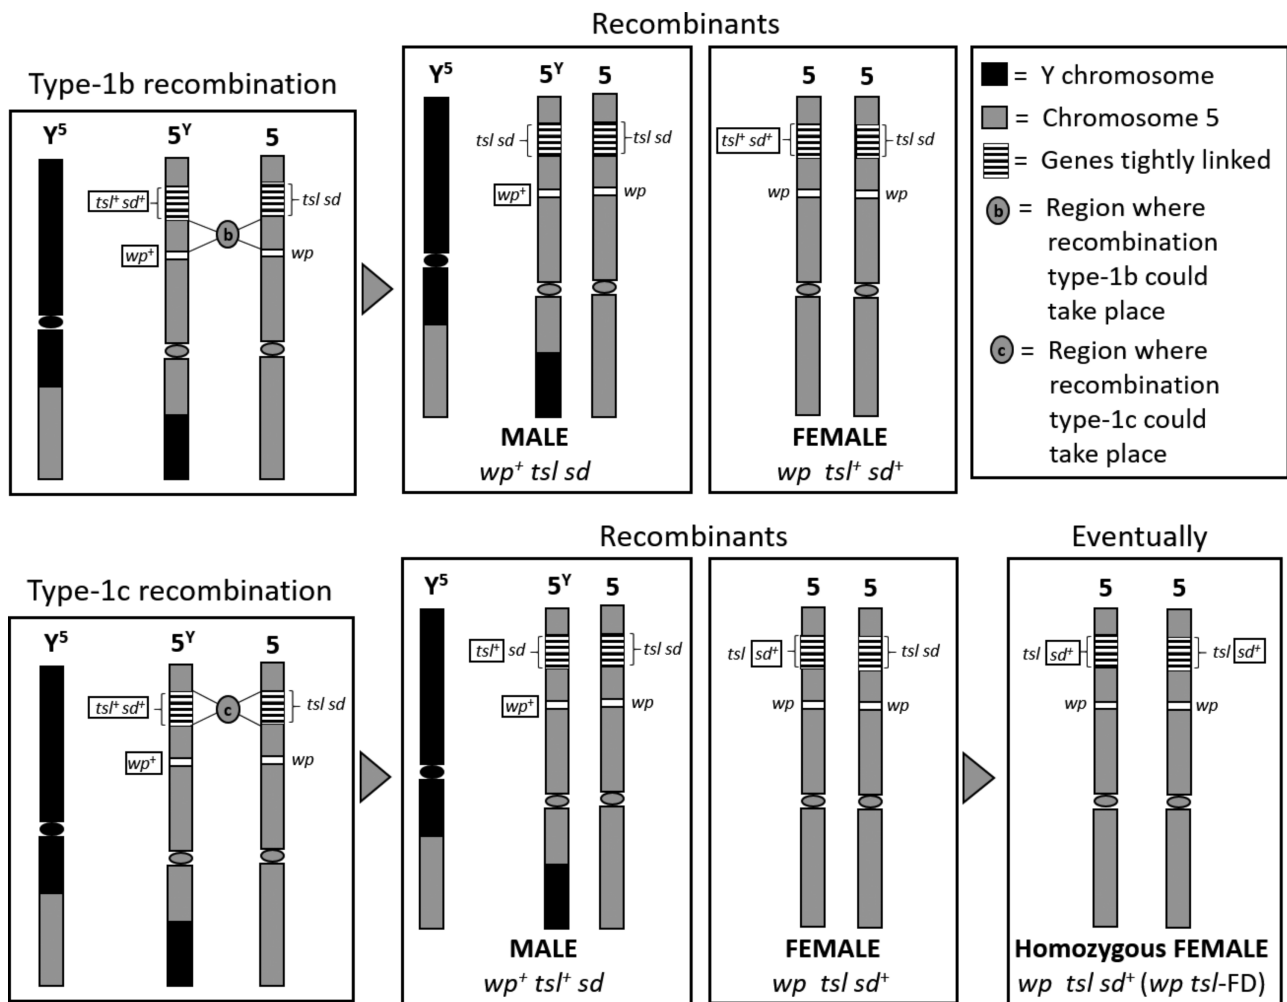 Recombinants
Type-1b recombination
Y⁵ 5ʸ 5
tsl⁺ sd⁺ tsl sd
b
wp⁺ wp
Y⁵ 5ʸ 5
tsl sd tsl sd
wp⁺ wp
MALE
wp⁺ tsl sd
5 5
tsl⁺ sd⁺ tsl sd
wp wp
FEMALE
wp tsl⁺ sd⁺
= Y chromosome
= Chromosome 5
= Genes tightly linked
b = Region where
recombination
type-1b could
take place
c = Region where
recombination
type-1c could
take place
Recombinants
Eventually
Type-1c recombination
Y⁵ 5ʸ 5
tsl⁺ sd⁺ tsl sd
c
wp⁺ wp
Y⁵ 5ʸ 5
tsl⁺ sd tsl sd
wp⁺ wp
MALE
wp⁺ tsl⁺ sd
5 5
tsl sd⁺ tsl sd
wp wp
FEMALE
wp tsl sd⁺
5 5
tsl sd⁺ tsl sd⁺
wp wp
Homozygous FEMALE
wp tsl sd⁺ (wp tsl-FD)